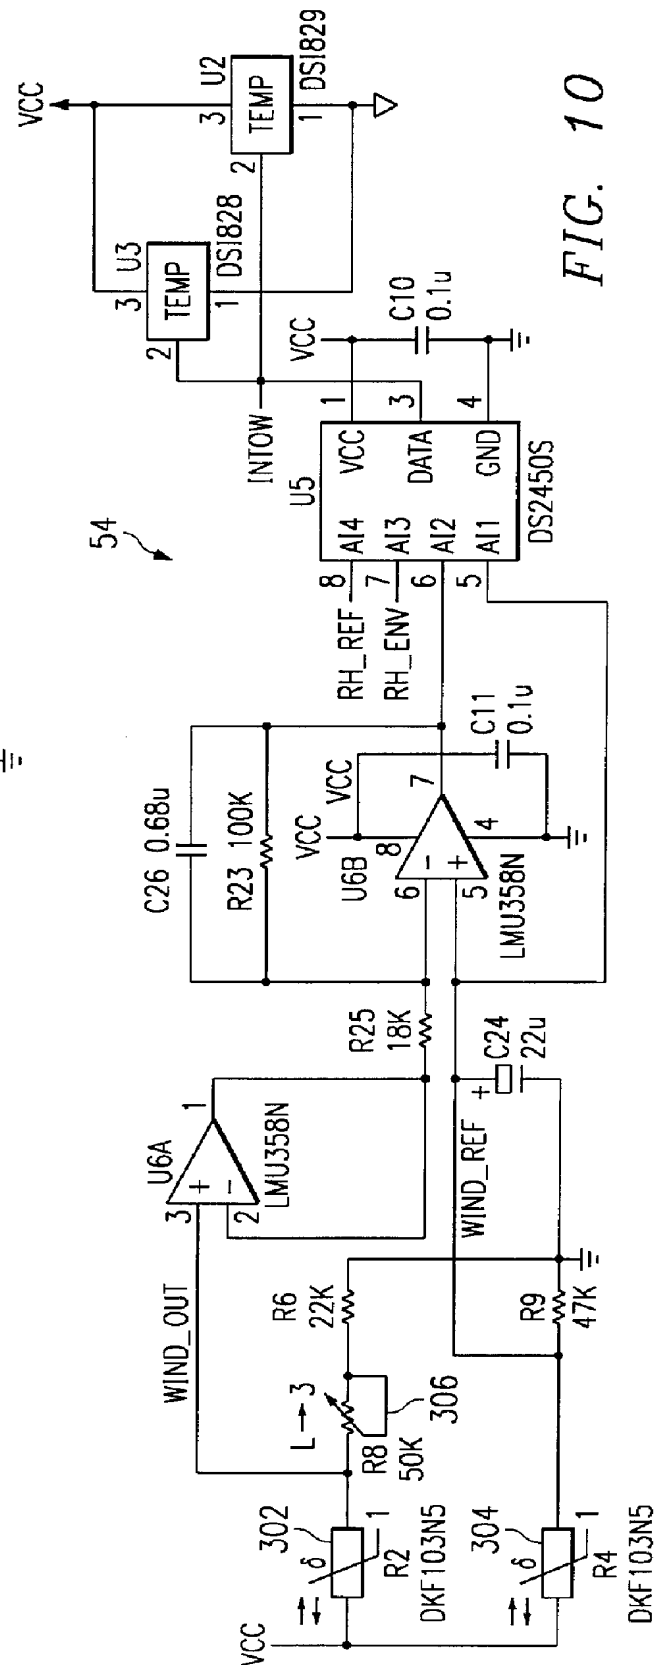 VCC
302
δ
R2
1
DKF103N5
304
δ
R4
1
DKF103N5
WIND_OUT
L
3
R8
50K
306
R6
22K
R9
47K
3
2
+
−
1
U6A
LMU358N
WIND_REF
+
C24
22u
R25
18K
C26 0.68u
R23 100K
VCC
VCC
8
U6B
6
−
+
5
7
4
LMU358N
C11
0.1u
54
RH_REF
RH_ENV
8
7
6
5
U5
AI4
AI3
AI2
AI1
VCC
DATA
GND
DS2450S
1
3
4
INTOW
VCC
C10
0.1u
VCC
U3
3
TEMP
2
1
DS1828
U2
3
TEMP
2
1
DS1829
FIG. 10